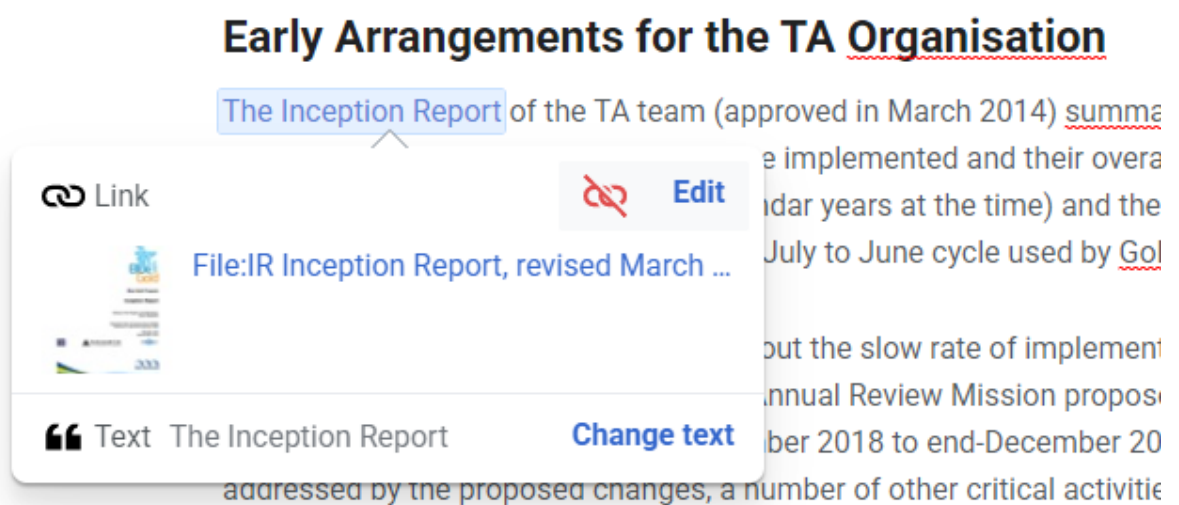 Early Arrangements for the TA Organisation
The Inception Report of the TA team (approved in March 2014) summa
e implemented and their overa
Link
Edit
ndar years at the time) and the
File:IR Inception Report, revised March ...
July to June cycle used by Gol
out the slow rate of implement
Annual Review Mission propose
Text The Inception Report
Change text
ber 2018 to end-December 20
addressed by the proposed changes, a number of other critical activitie